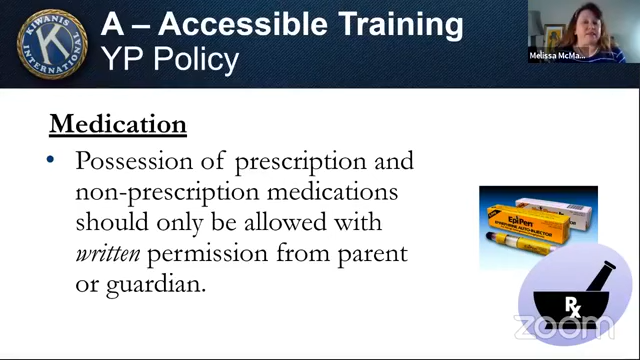 A – Accessible Training
YP Policy
KIWANIS
INTERNATIONAL
K
Melissa McMa...
Medication
• Possession of prescription and
non-prescription medications
should only be allowed with
written permission from parent
or guardian.
EpiPen
Rx
zoom